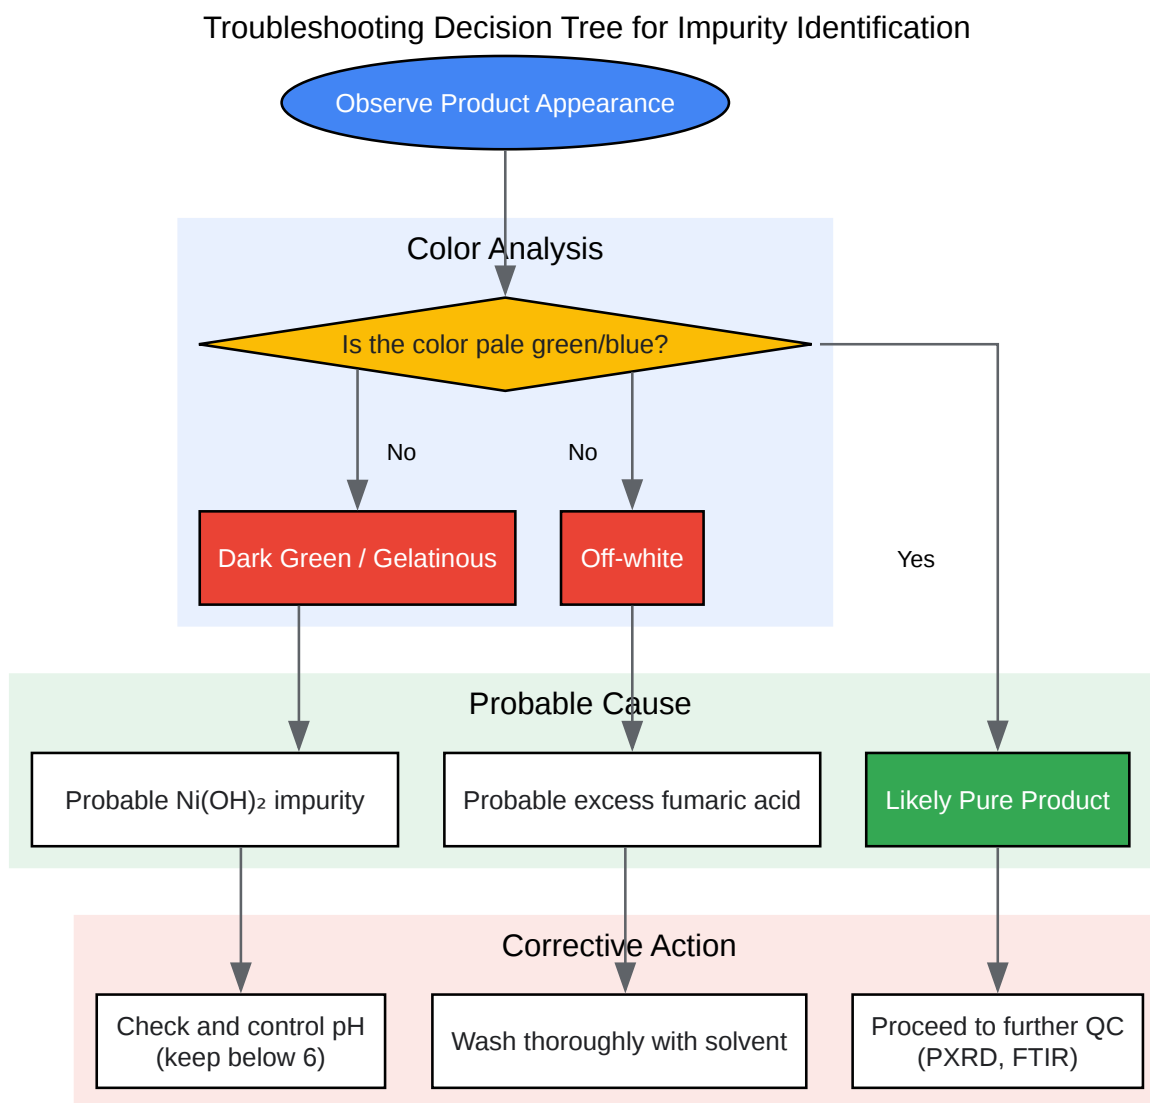 Troubleshooting Decision Tree for Impurity Identification
Observe Product Appearance
Color Analysis
Is the color pale green/blue?
No
No
Dark Green / Gelatinous
Off-white
Yes
Probable Cause
Probable Ni(OH)₂ impurity
Probable excess fumaric acid
Likely Pure Product
Corrective Action
Check and control pH
(keep below 6)
Wash thoroughly with solvent
Proceed to further QC
(PXRD, FTIR)